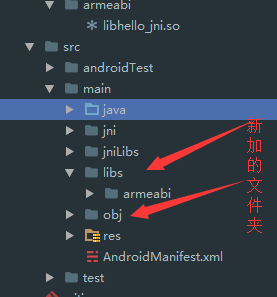 armeabi
libhello_jni.so
src
androidTest
main
java
jni
jniLibs
libs
armeabi
obj
res
AndroidManifest.xml
test
新加的文件夹